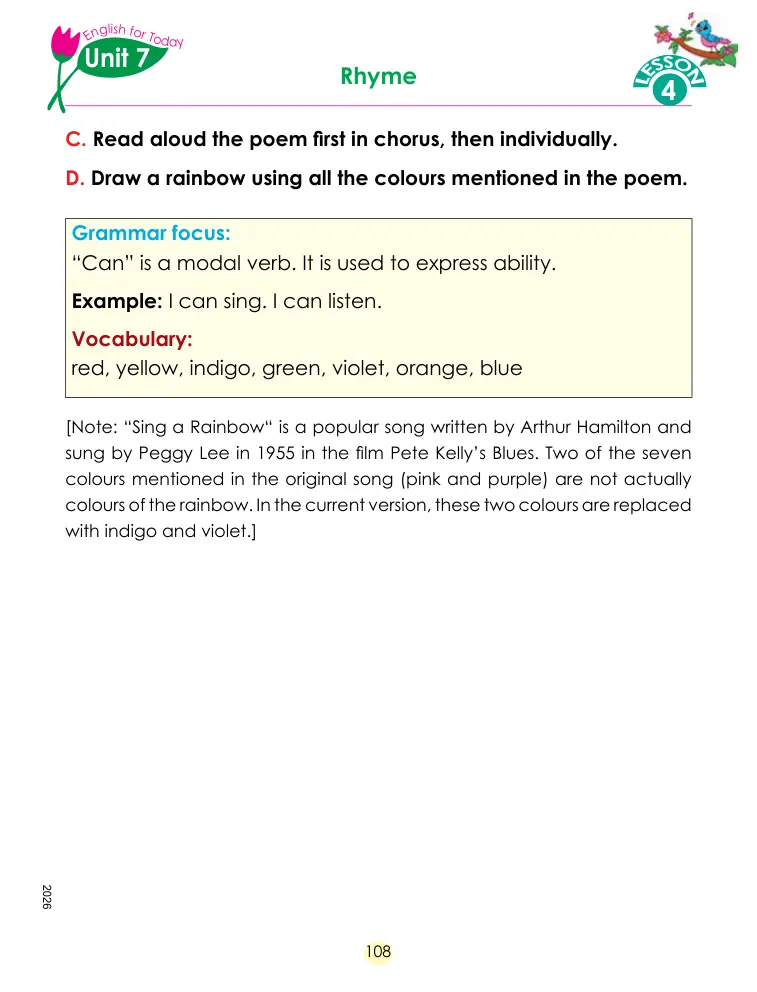 English for Today
Unit 7
Rhyme
LESSON
4
C. Read aloud the poem first in chorus, then individually.
D. Draw a rainbow using all the colours mentioned in the poem.
Grammar focus:
“Can” is a modal verb. It is used to express ability.
Example: I can sing. I can listen.
Vocabulary:
red, yellow, indigo, green, violet, orange, blue
[Note: “Sing a Rainbow“ is a popular song written by Arthur Hamilton and
sung by Peggy Lee in 1955 in the film Pete Kelly’s Blues. Two of the seven
colours mentioned in the original song (pink and purple) are not actually
colours of the rainbow. In the current version, these two colours are replaced
with indigo and violet.]
2026
108